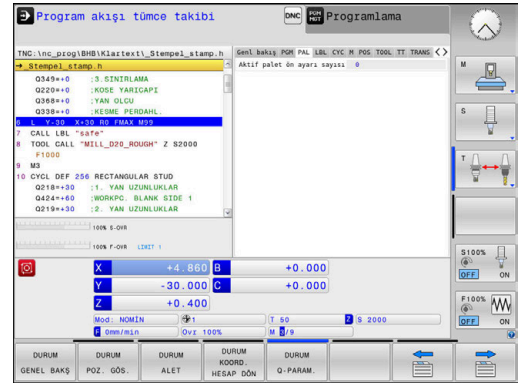 Program akışı tümce takibi
DNC
PGM MGT
Programlama
TNC:\nc_prog\BHB\Klartext\_Stempel_stamp.h
→ _Stempel_stamp.h
Q349=+0 ;3.SINIRLAMA
Q220=+0 ;KOSE YARICAPI
Q368=+0 ;YAN OLCU
Q338=+0 ;KESME PERDAHL.
6 L Y-30 X+30 R0 FMAX M99
7 CALL LBL "safe"
8 TOOL CALL "MILL_D20_ROUGH" Z S2000
F1000
9 M3
10 CYCL DEF 256 RECTANGULAR STUD
Q218=+30 ;1. YAN UZUNLUKLAR
Q424=+60 ;WORKPC. BLANK SIDE 1
Q219=+30 ;2. YAN UZUNLUKLAR
Genl bakış PGM PAL LBL CYC M POS TOOL TT TRANS
Aktif palet ön ayarı sayısı 0
100% S-OVR
100% F-OVR LIMIT 1
X +4.860 B +0.000
Y -30.000 C +0.000
Z +0.400
Mod: NOMİN 1 T 50 Z S 2000
F 0mm/min Ovr 100% M 5/9
M
S
T
S100%
OFF ON
F100%
OFF ON
DURUM GENEL BAKŞ
DURUM POZ. GÖS.
DURUM ALET
DURUM KOORD. HESAP DÖN
DURUM Q-PARAM.